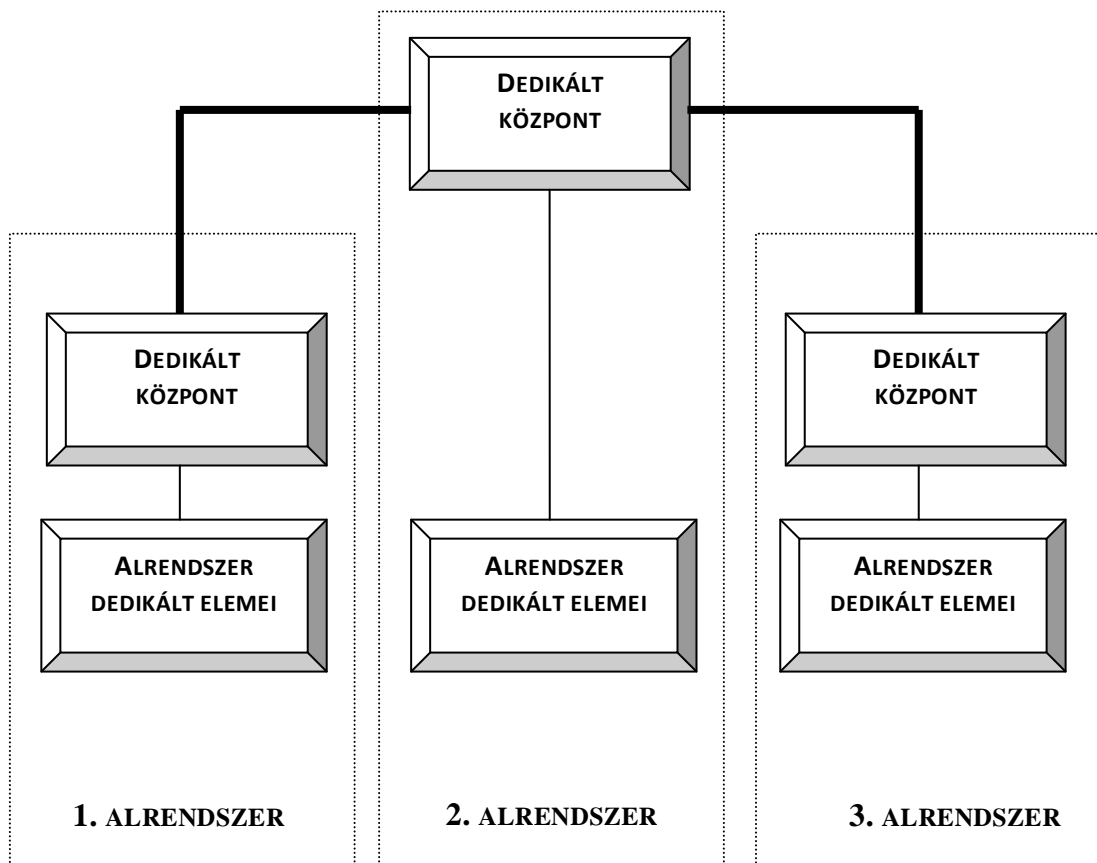 DEDIKÁLT
KÖZPONT
DEDIKÁLT
KÖZPONT
DEDIKÁLT
KÖZPONT
ALRENDSZER
DEDIKÁLT ELEMEI
ALRENDSZER
DEDIKÁLT ELEMEI
ALRENDSZER
DEDIKÁLT ELEMEI
1. ALRENDSZER
2. ALRENDSZER
3. ALRENDSZER